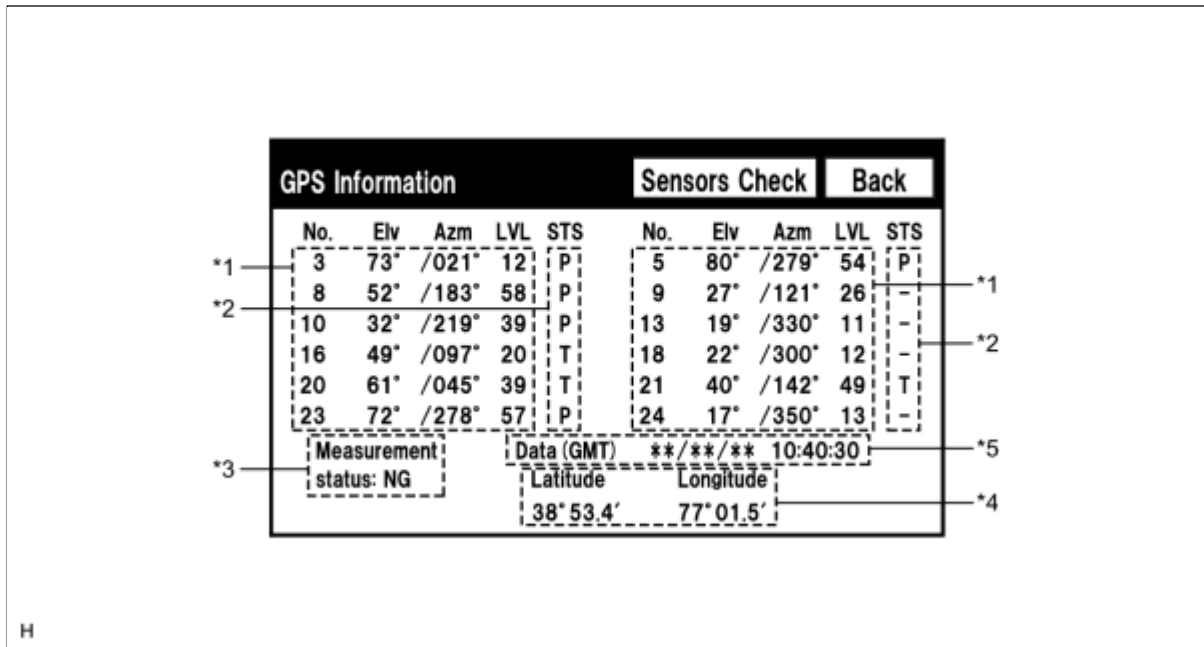 GPS Information Sensors Check Back
No. Elv Azm LVL STS No. Elv Azm LVL STS
*1 3 73° /021° 12 P 5 80° /279° 54 P *1
*2 8 52° /183° 58 P 9 27° /121° 26 -
10 32° /219° 39 P 13 19° /330° 11 - *2
16 49° /097° 20 T 18 22° /300° 12 -
20 61° /045° 39 T 21 40° /142° 49 T
23 72° /278° 57 P 24 17° /350° 13 -
*3 Measurement Data (GMT) **/**/** 10:40:30 *5
status: NG Latitude Longitude *4
38°53.4′ 77°01.5′
H